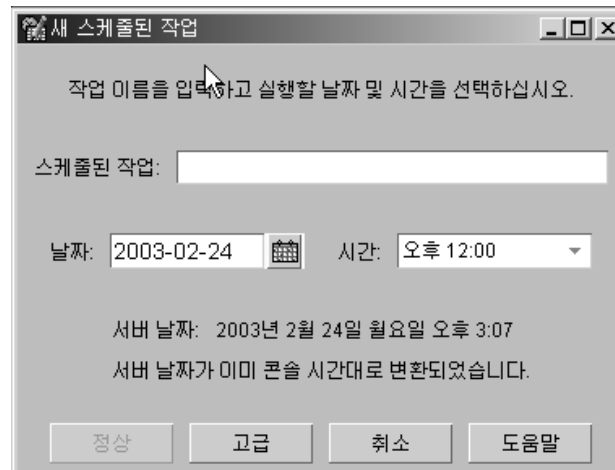 새 스케줄된 작업
작업 이름을 입력하고 실행할 날짜 및 시간을 선택하십시오.
스케줄된 작업:
날짜: 2003-02-24 시간: 오후 12:00
서버 날짜: 2003년 2월 24일 월요일 오후 3:07
서버 날짜가 이미 콘솔 시간대로 변환되었습니다.
정상 고급 취소 도움말